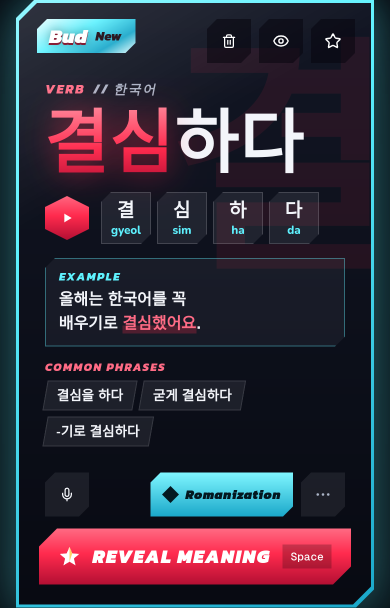 Bud New
VERB // 한국어
결심하다
결 심 하 다
gyeol sim ha da
EXAMPLE
올해는 한국어를 꼭
배우기로 결심했어요.
COMMON PHRASES
결심을 하다 굳게 결심하다
-기로 결심하다
Romanization
REVEAL MEANING Space